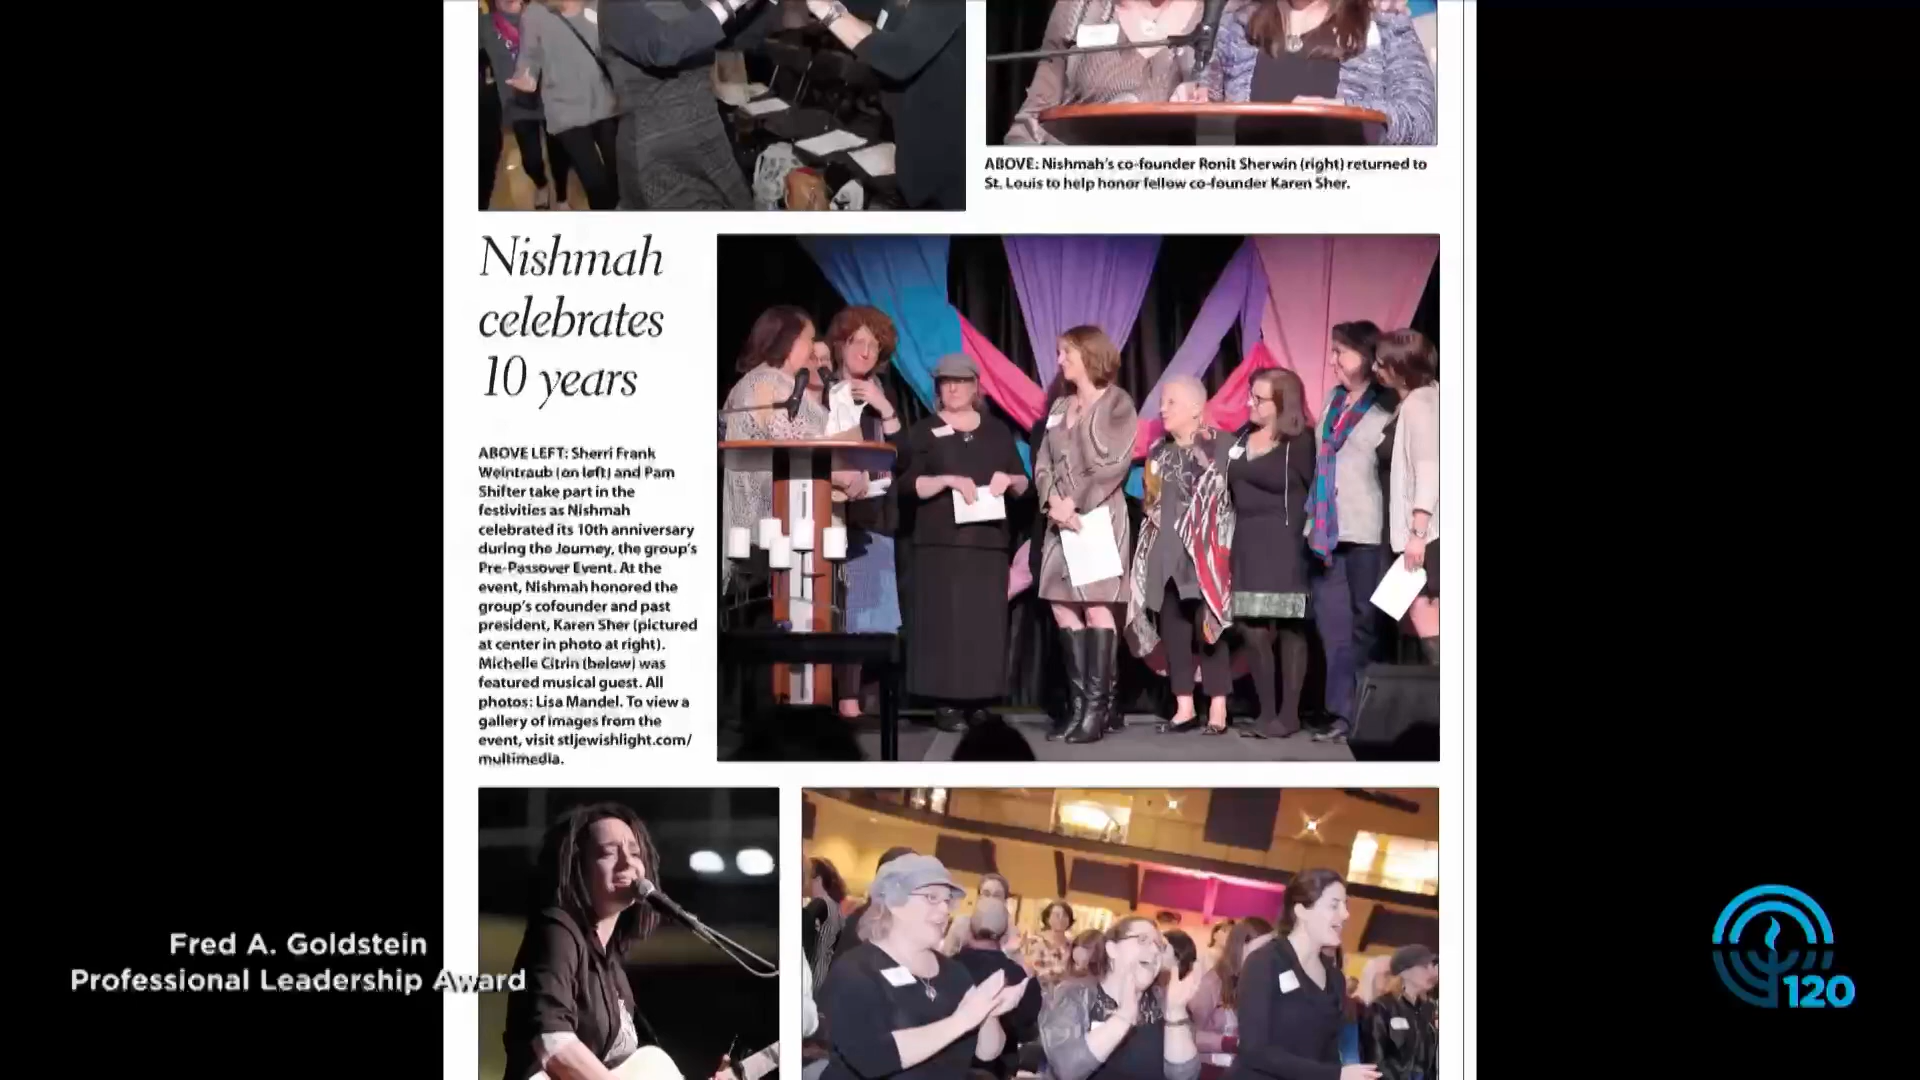 ABOVE: Nishmah's co-founder Ronit Sherwin (right) returned to
St. Louis to help honor fellow co-founder Karen Sher.
Nishmah
celebrates
10 years
ABOVE LEFT: Sherri Frank
Weintraub (on left) and Pam
Shifter take part in the
festivities as Nishmah
celebrated its 10th anniversary
during the Journey, the group's
Pre-Passover Event. At the
event, Nishmah honored the
group's cofounder and past
president, Karen Sher (pictured
at center in photo at right).
Michelle Citrin (below) was
featured musical guest. All
photos: Lisa Mandel. To view a
gallery of images from the
event, visit stljewishlight.com/
multimedia.
Fred A. Goldstein
Professional Leadership Award
120